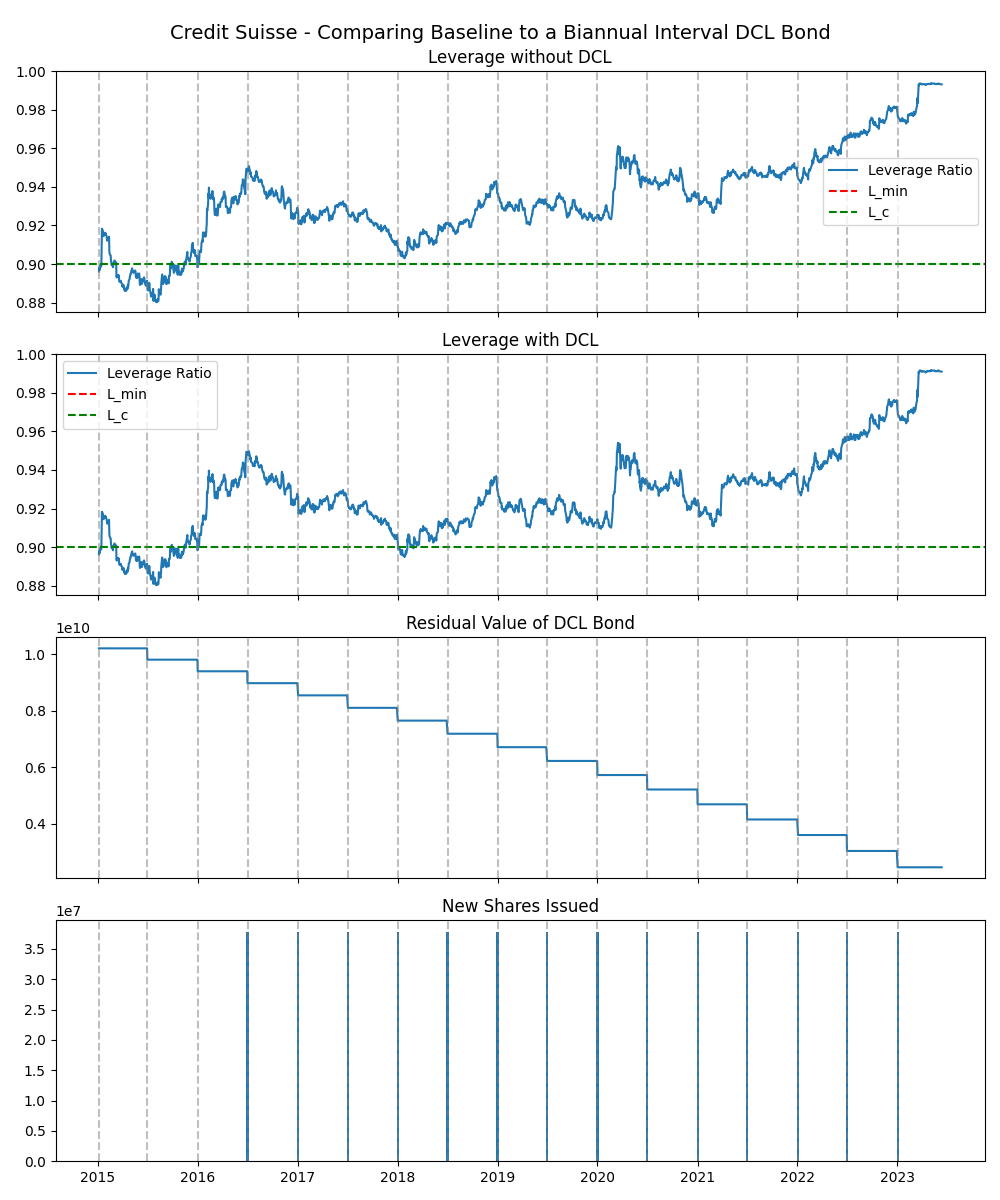 Credit Suisse - Comparing Baseline to a Biannual Interval DCL Bond
Leverage without DCL
1.00
0.98
0.96
0.94
0.92
0.90
0.88
Leverage Ratio
L_min
L_c
Leverage with DCL
1.00
0.98
0.96
0.94
0.92
0.90
0.88
Leverage Ratio
L_min
L_c
Residual Value of DCL Bond
1e10
1.0
0.8
0.6
0.4
New Shares Issued
1e7
3.5
3.0
2.5
2.0
1.5
1.0
0.5
0.0
2015 2016 2017 2018 2019 2020 2021 2022 2023